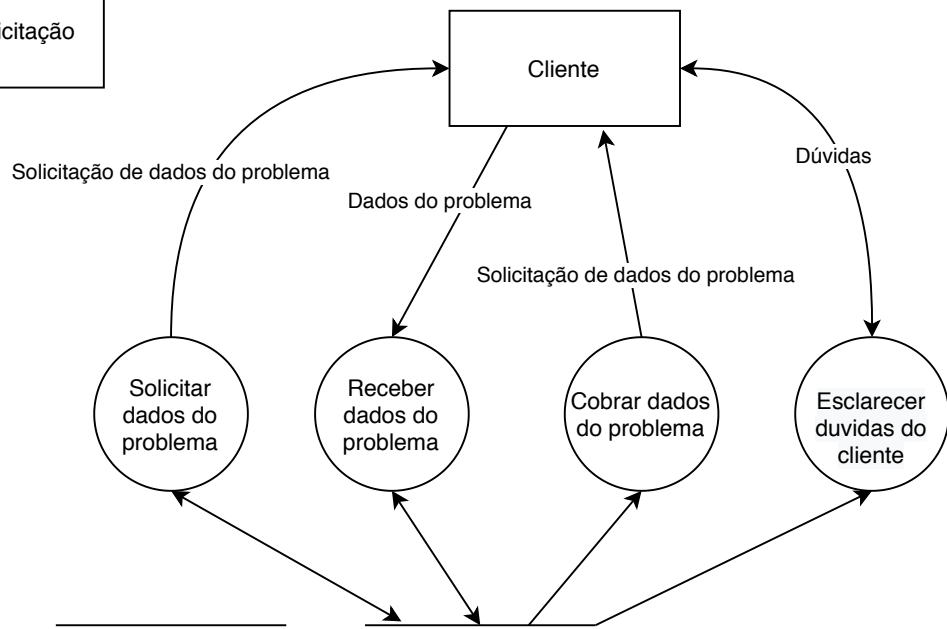 Cliente
Solicitação de dados do problema
Dúvidas
Dados do problema
Solicitação de dados do problema
Solicitar
dados do
problema
Receber
dados do
problema
Cobrar dados
do problema
Esclarecer
duvidas do
cliente